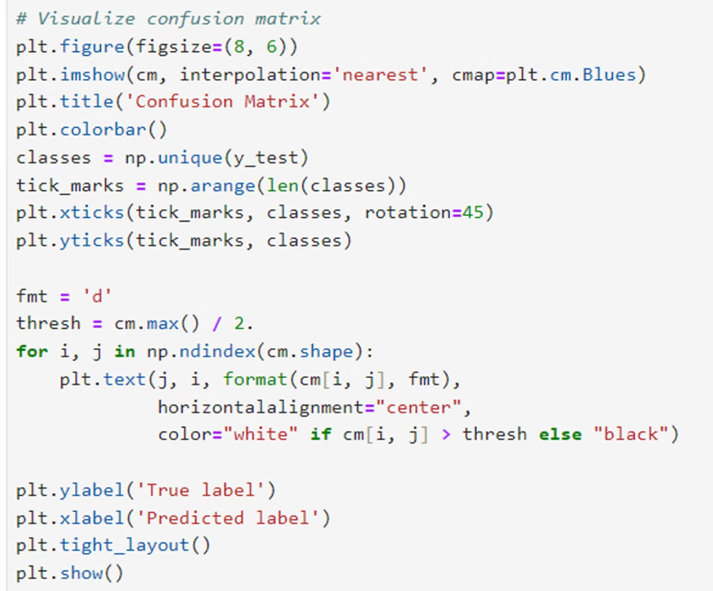 # Visualize confusion matrix
plt.figure(figsize=(8, 6))
plt.imshow(cm, interpolation='nearest', cmap=plt.cm.Blues)
plt.title('Confusion Matrix')
plt.colorbar()
classes = np.unique(y_test)
tick_marks = np.arange(len(classes))
plt.xticks(tick_marks, classes, rotation=45)
plt.yticks(tick_marks, classes)

fmt = 'd'
thresh = cm.max() / 2.
for i, j in np.ndindex(cm.shape):
    plt.text(j, i, format(cm[i, j], fmt),
             horizontalalignment="center",
             color="white" if cm[i, j] > thresh else "black")

plt.ylabel('True label')
plt.xlabel('Predicted label')
plt.tight_layout()
plt.show()